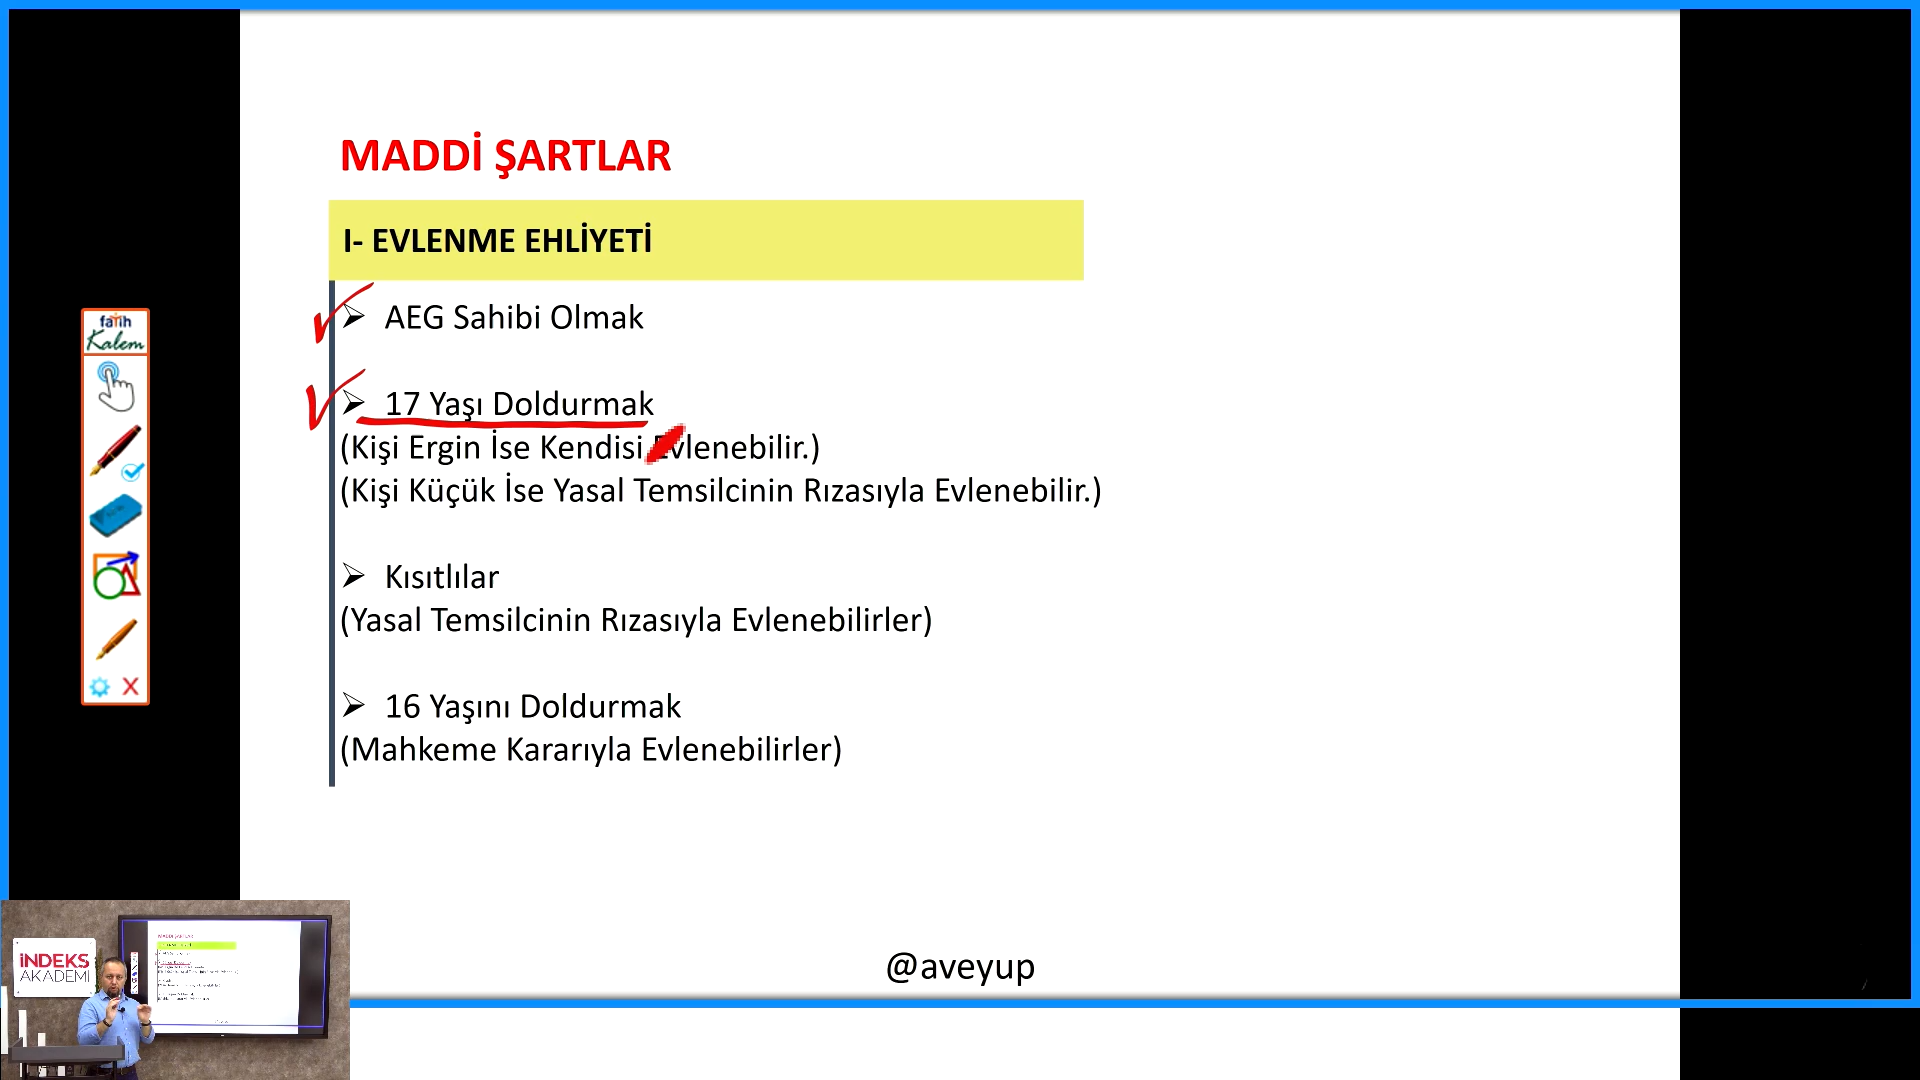 MADDİ ŞARTLAR
I- EVLENME EHLİYETİ
AEG Sahibi Olmak
17 Yaşı Doldurmak
(Kişi Ergin İse Kendisi Evlenebilir.)
(Kişi Küçük İse Yasal Temsilcinin Rızasıyla Evlenebilir.)
Kısıtlılar
(Yasal Temsilcinin Rızasıyla Evlenebilirler)
16 Yaşını Doldurmak
(Mahkeme Kararıyla Evlenebilirler)
@aveyup
fatih
Kalem
İNDEKS
AKADEMİ